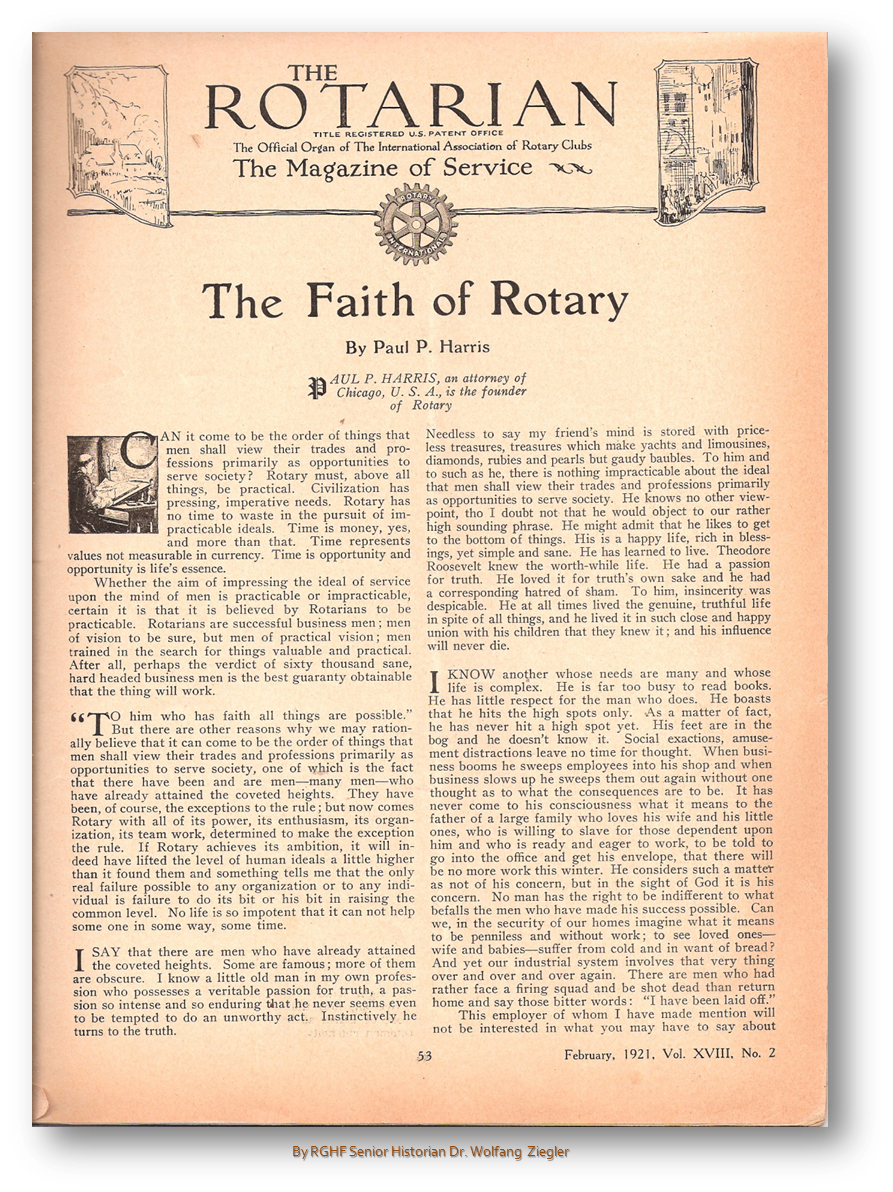 THE
ROTARIAN
TITLE REGISTERED U.S. PATENT OFFICE
The Official Organ of The International Association of Rotary Clubs
The Magazine of Service
ROTARY
INTERNATIONAL
The Faith of Rotary
By Paul P. Harris
PAUL P. HARRIS, an attorney of
Chicago, U. S. A., is the founder
of Rotary
CAN it come to be the order of things that
men shall view their trades and pro-
fessions primarily as opportunities to
serve society? Rotary must, above all
things, be practical. Civilization has
pressing, imperative needs. Rotary has
no time to waste in the pursuit of im-
practicable ideals. Time is money, yes,
and more than that. Time represents
values not measurable in currency. Time is opportunity and
opportunity is life's essence.
Whether the aim of impressing the ideal of service
upon the mind of men is practicable or impracticable,
certain it is that it is believed by Rotarians to be
practicable. Rotarians are successful business men; men
of vision to be sure, but men of practical vision; men
trained in the search for things valuable and practical.
After all, perhaps the verdict of sixty thousand sane,
hard headed business men is the best guaranty obtainable
that the thing will work.
"TO him who has faith all things are possible."
But there are other reasons why we may ration-
ally believe that it can come to be the order of things that
men shall view their trades and professions primarily as
opportunities to serve society, one of which is the fact
that there have been and are men—many men—who
have already attained the coveted heights. They have
been, of course, the exceptions to the rule; but now comes
Rotary with all of its power, its enthusiasm, its organ-
ization, its team work, determined to make the exception
the rule. If Rotary achieves its ambition, it will in-
deed have lifted the level of human ideals a little higher
than it found them and something tells me that the only
real failure possible to any organization or to any indi-
vidual is failure to do its bit or his bit in raising the
common level. No life is so impotent that it can not help
some one in some way, some time.
I SAY that there are men who have already attained
the coveted heights. Some are famous; more of them
are obscure. I know a little old man in my own profes-
sion who possesses a veritable passion for truth, a pas-
sion so intense and so enduring that he never seems even
to be tempted to do an unworthy act. Instinctively he
turns to the truth.
Needless to say my friend's mind is stored with price-
less treasures, treasures which make yachts and limousines,
diamonds, rubies and pearls but gaudy baubles. To him and
to such as he, there is nothing impracticable about the ideal
that men shall view their trades and professions primarily
as opportunities to serve society. He knows no other view-
point, tho I doubt not that he would object to our rather
high sounding phrase. He might admit that he likes to get
to the bottom of things. His is a happy life, rich in bless-
ings, yet simple and sane. He has learned to live. Theodore
Roosevelt knew the worth-while life. He had a passion
for truth. He loved it for truth's own sake and he had
a corresponding hatred of sham. To him, insincerity was
despicable. He at all times lived the genuine, truthful life
in spite of all things, and he lived it in such close and happy
union with his children that they knew it; and his influence
will never die.
I KNOW another whose needs are many and whose
life is complex. He is far too busy to read books.
He has little respect for the man who does. He boasts
that he hits the high spots only. As a matter of fact,
he has never hit a high spot yet. His feet are in the
bog and he doesn't know it. Social exactions, amuse-
ment distractions leave no time for thought. When busi-
ness booms he sweeps employees into his shop and when
business slows up he sweeps them out again without one
thought as to what the consequences are to be. It has
never come to his consciousness what it means to the
father of a large family who loves his wife and his little
ones, who is willing to slave for those dependent upon
him and who is ready and eager to work, to be told to
go into the office and get his envelope, that there will
be no more work this winter. He considers such a matter
as not of his concern, but in the sight of God it is his
concern. No man has the right to be indifferent to what
befalls the men who have made his success possible. Can
we, in the security of our homes imagine what it means
to be penniless and without work; to see loved ones—
wife and babies—suffer from cold and in want of bread?
And yet our industrial system involves that very thing
over and over and over again. There are men who had
rather face a firing squad and be shot dead than return
home and say those bitter words: "I have been laid off."
This employer of whom I have made mention will
not be interested in what you may have to say about
53
February, 1921, Vol. XVIII, No. 2
By RGHF Senior Historian Dr. Wolfang Ziegler